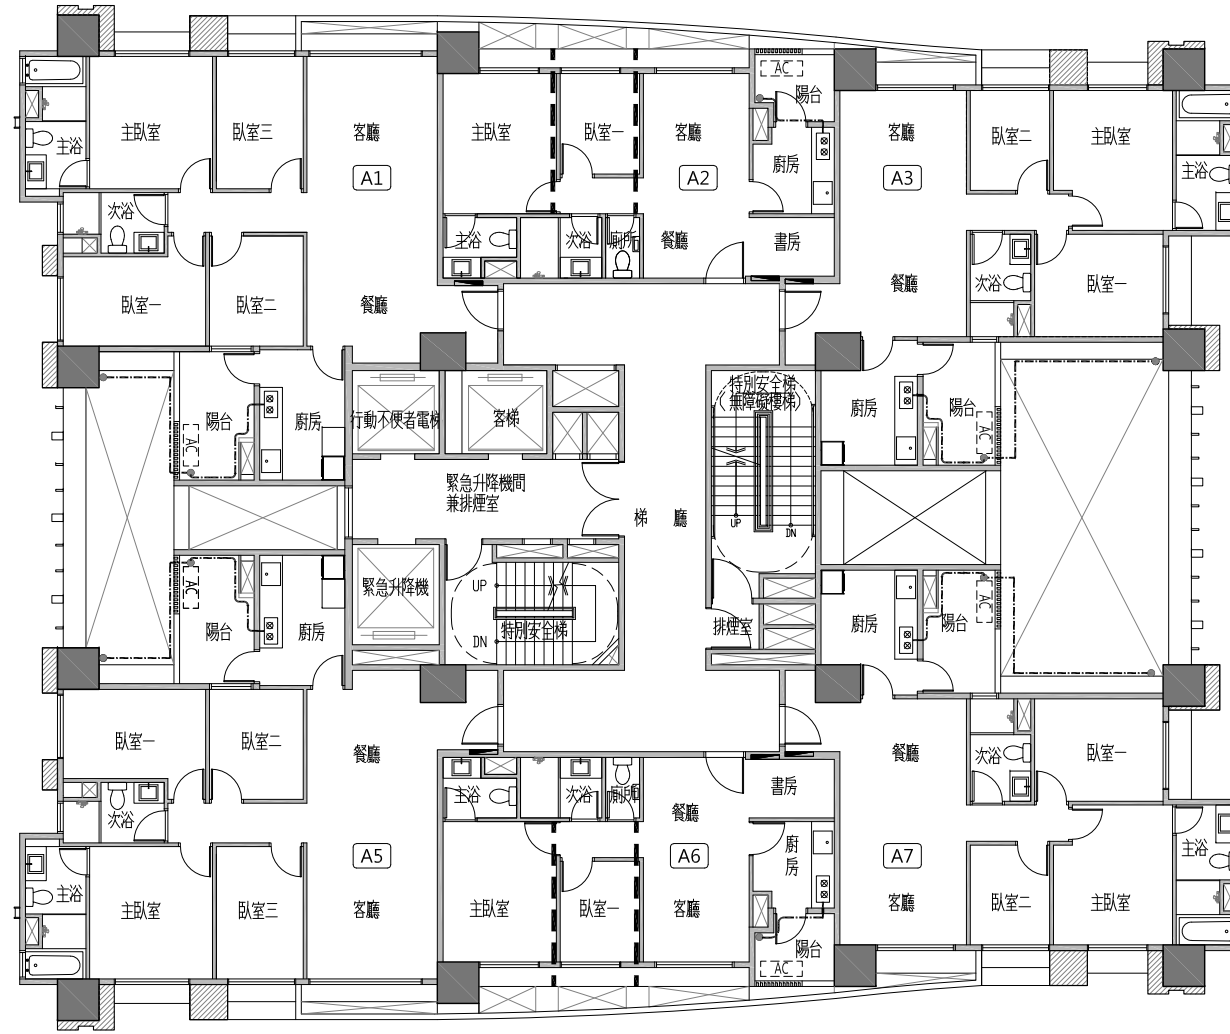 主臥室
臥室三
客廳
主臥室
臥室一
客廳
AC
陽台
客廳
臥室二
主臥室
主浴
廚房
主浴
A1
A2
A3
次浴
主浴
次浴
廁所
餐廳
書房
臥室一
臥室二
餐廳
餐廳
次浴
臥室一
陽台
廚房
行動不便者電梯
客梯
特別安全梯
(無障礙樓梯)
廚房
陽台
AC
AC
緊急升降機間
兼排煙室
梯 廳
UP
DN
緊急升降機
UP
DN
特別安全梯
排煙室
AC
陽台
廚房
廚房
陽台
AC
臥室一
臥室二
餐廳
餐廳
次浴
臥室一
次浴
主浴
次浴
廁所
餐廳
書房
A5
A6
A7
廚
房
主浴
主浴
主臥室
臥室三
客廳
主臥室
臥室一
客廳
陽台
AC
客廳
臥室二
主臥室